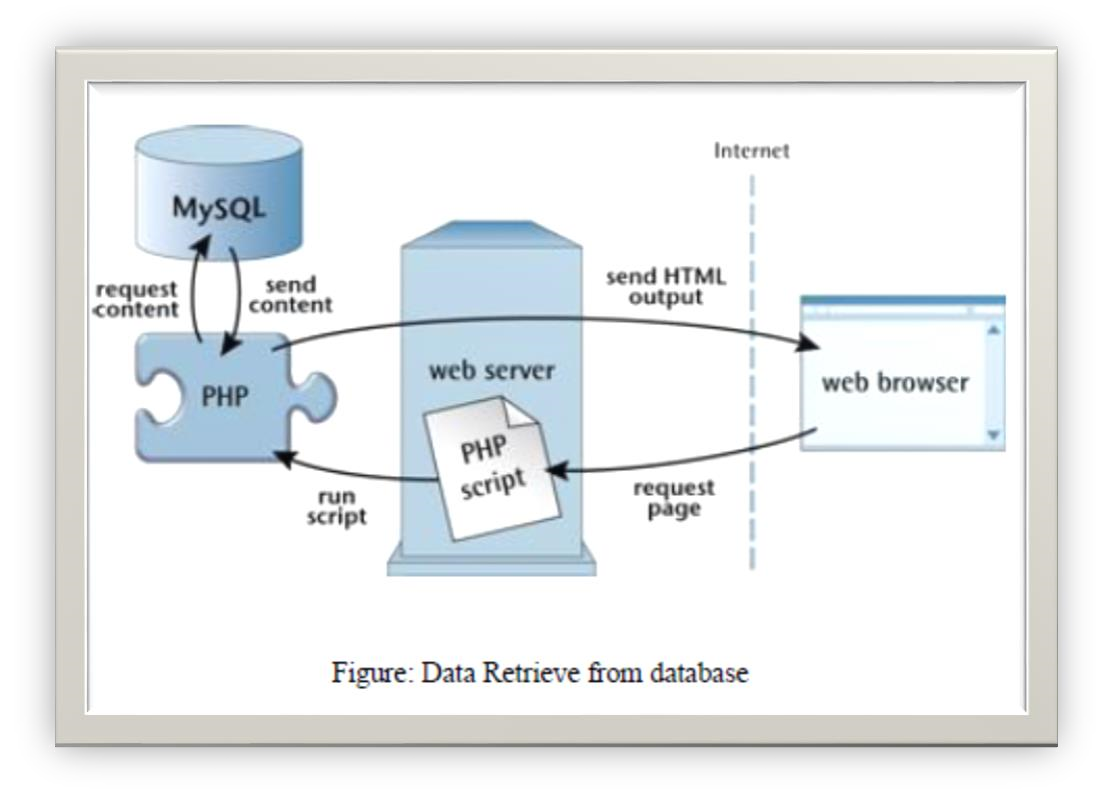 Internet
MySQL
request
content
send
content
send HTML
output
web server
web browser
PHP
PHP
script
run
script
request
page
Figure: Data Retrieve from database